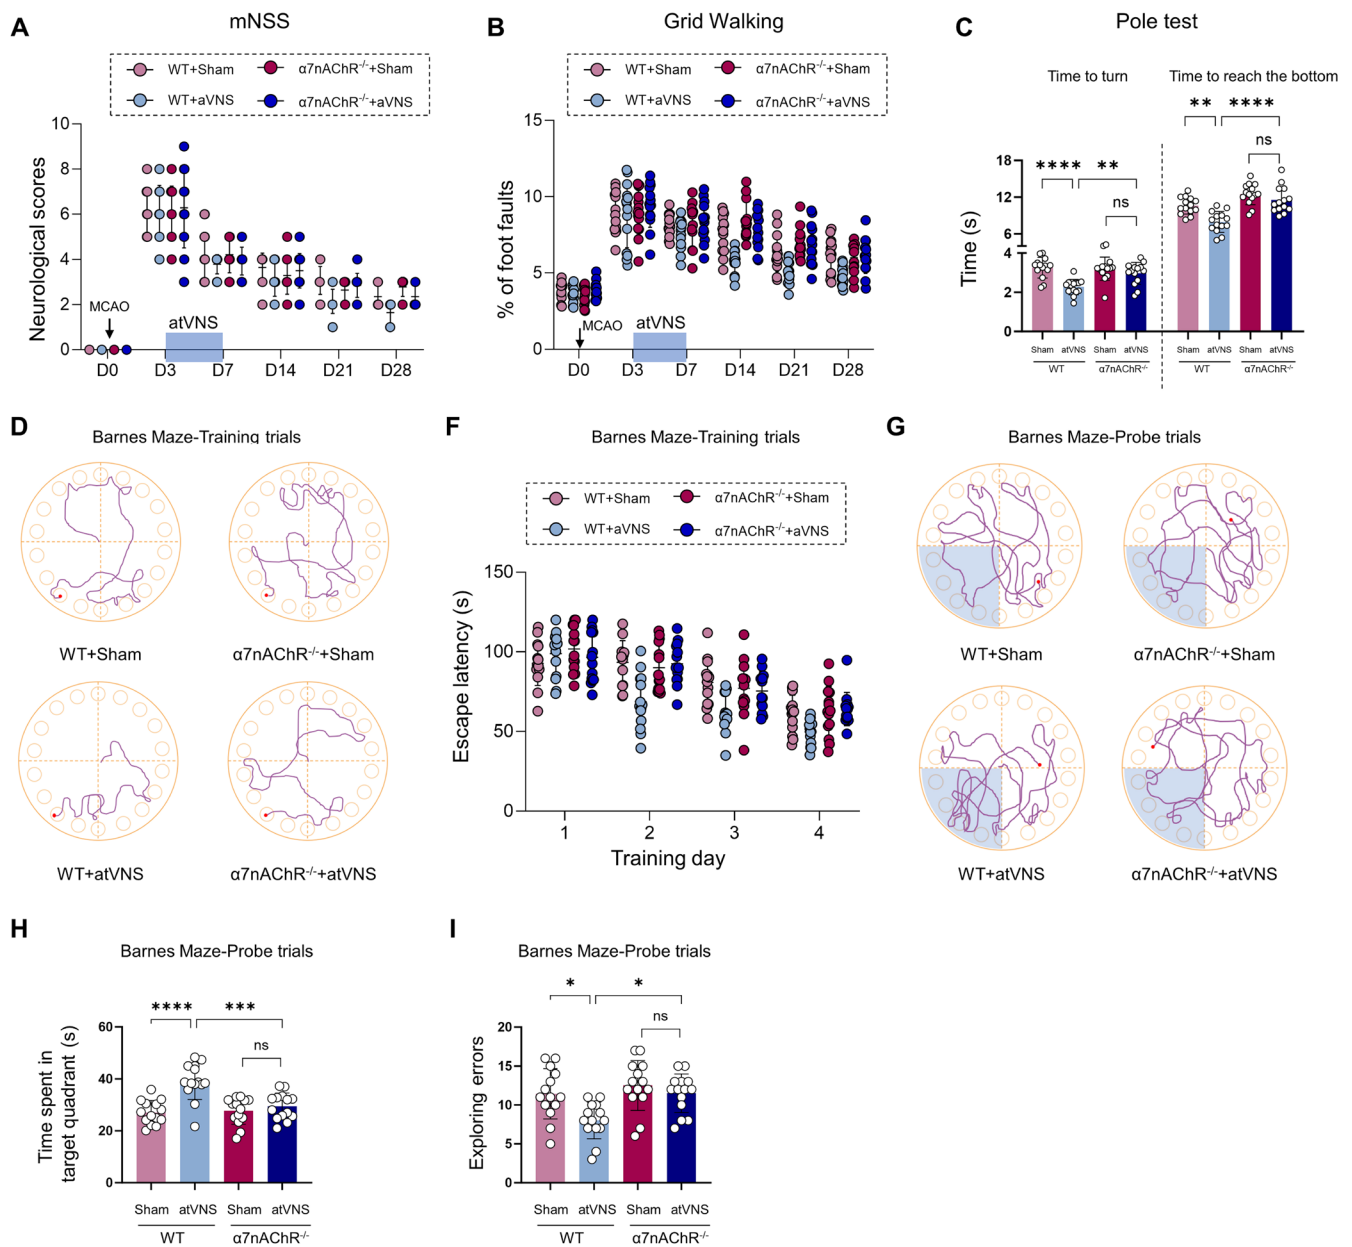 A
mNSS
WT+Sham
α7nAChR-/-+Sham
WT+aVNS
α7nAChR-/-+aVNS
Neurological scores
10
8
6
4
2
0
MCAO
atVNS
D0 D3 D7 D14 D21 D28
B
Grid Walking
WT+Sham
α7nAChR-/-+Sham
WT+aVNS
α7nAChR-/-+aVNS
% of foot faults
15
10
5
0
MCAO
atVNS
D0 D3 D7 D14 D21 D28
C
Pole test
Time to turn
Time to reach the bottom
** ****
ns
**** **
ns
Time (s)
18
12
6
4
2
0
Sham atVNS Sham atVNS Sham atVNS Sham atVNS
WT α7nAChR-/- WT α7nAChR-/-
D
Barnes Maze-Training trials
WT+Sham
α7nAChR-/-+Sham
WT+atVNS
α7nAChR-/-+atVNS
F
Barnes Maze-Training trials
WT+Sham
α7nAChR-/-+Sham
WT+aVNS
α7nAChR-/-+aVNS
Escape latency (s)
150
100
50
0
1 2 3 4
Training day
G
Barnes Maze-Probe trials
WT+Sham
α7nAChR-/-+Sham
WT+atVNS
α7nAChR-/-+atVNS
H
Barnes Maze-Probe trials
**** ***
ns
Time spent in
target quadrant (s)
60
40
20
0
Sham atVNS Sham atVNS
WT α7nAChR-/-
I
Barnes Maze-Probe trials
* *
ns
Exploring errors
20
15
10
5
0
Sham atVNS Sham atVNS
WT α7nAChR-/-